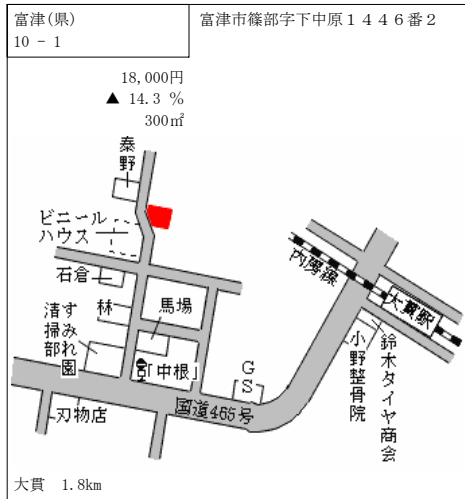 富津(県)
10 - 1
富津市篠部字下中原１４４６番２
18,000円
▲ 14.3 %
300㎡
秦野
ビニール
ハウス
石倉
林
馬場
すみれ園
清掃部
「中根」
GS
国道465号
刃物店
内房線
大貫駅
小野整骨院
鈴木タイヤ商会
大貫 1.8km